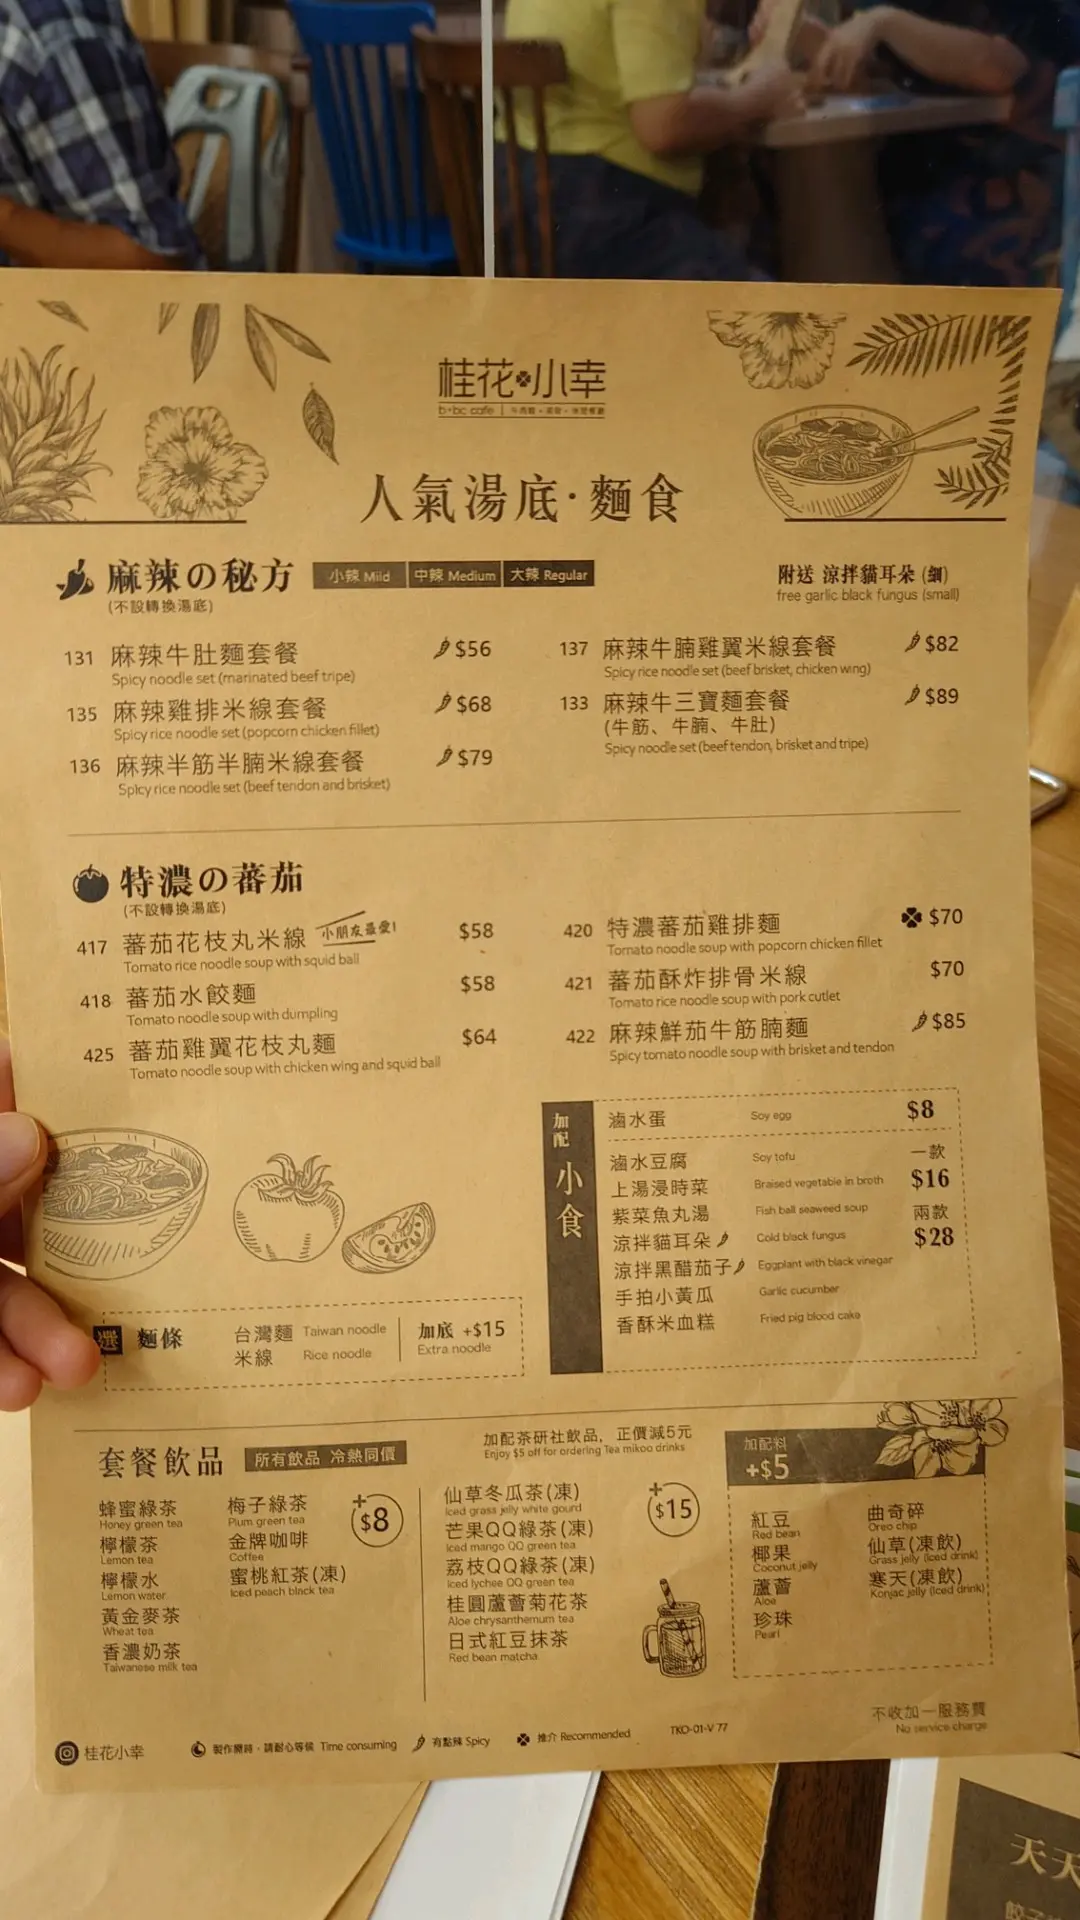 桂花小幸
b+bc cafe
人氣湯底·麵食
麻辣の秘方
小辣 Mild 中辣 Medium 大辣 Regular
(不設轉換湯底)
附送 涼拌貓耳朵 (細)
free garlic black fungus (small)
131 麻辣牛肚麵套餐 $56
Spicy noodle set (marinated beef tripe)
135 麻辣雞排米線套餐 $68
Spicy rice noodle set (popcorn chicken fillet)
136 麻辣半筋半腩米線套餐 $79
Spicy rice noodle set (beef tendon and brisket)
137 麻辣牛腩雞翼米線套餐 $82
Spicy rice noodle set (beef brisket, chicken wing)
133 麻辣牛三寶麵套餐 $89
(牛筋、牛腩、牛肚)
Spicy noodle set (beef tendon, brisket and tripe)
特濃の蕃茄
(不設轉換湯底)
417 蕃茄花枝丸米線 小朋友最愛! $58
Tomato rice noodle soup with squid ball
418 蕃茄水餃麵 $58
Tomato noodle soup with dumpling
425 蕃茄雞翼花枝丸麵 $64
Tomato noodle soup with chicken wing and squid ball
420 特濃蕃茄雞排麵 $70
Tomato noodle soup with popcorn chicken fillet
421 蕃茄酥炸排骨米線 $70
Tomato rice noodle soup with pork cutlet
422 麻辣鮮茄牛筋腩麵 $85
Spicy tomato noodle soup with brisket and tendon
加配 小食
滷水蛋 Soy egg $8
滷水豆腐 Soy tofu 一款
上湯浸時菜 Braised vegetable in broth $16
紫菜魚丸湯 Fish ball seaweed soup 兩款
涼拌貓耳朵 Cold black fungus $28
涼拌黑醋茄子 Eggplant with black vinegar
手拍小黃瓜 Garlic cucumber
香酥米血糕 Fried pig blood cake
選 麵條
台灣麵 Taiwan noodle
米線 Rice noodle
加底 +$15
Extra noodle
套餐飲品 所有飲品 冷熱同價
蜂蜜綠茶
Honey green tea
檸檬茶
Lemon tea
檸檬水
Lemon water
黃金麥茶
Wheat tea
香濃奶茶
Taiwanese milk tea
梅子綠茶
Plum green tea
金牌咖啡
Coffee
蜜桃紅茶(凍)
Iced peach black tea
+$8
加配茶研社飲品, 正價減5元
Enjoy $5 off for ordering Tea mikoo drinks
仙草冬瓜茶(凍)
Iced grass jelly white gourd
芒果QQ綠茶(凍)
Iced mango QQ green tea
荔枝QQ綠茶(凍)
Iced lychee QQ green tea
桂圓蘆薈菊花茶
Aloe chrysanthemum tea
日式紅豆抹茶
Red bean matcha
+$15
加配料
+$5
紅豆
Red bean
椰果
Coconut jelly
蘆薈
Aloe
珍珠
Pearl
曲奇碎
Oreo chip
仙草(凍飲)
Grass jelly (Iced drink)
寒天(凍飲)
Konjac jelly (Iced drink)
不收加一服務費
No service charge
桂花小幸
製作需時，請耐心等候 Time consuming
有點辣 Spicy
推介 Recommended
TKO-01-V 77
天天